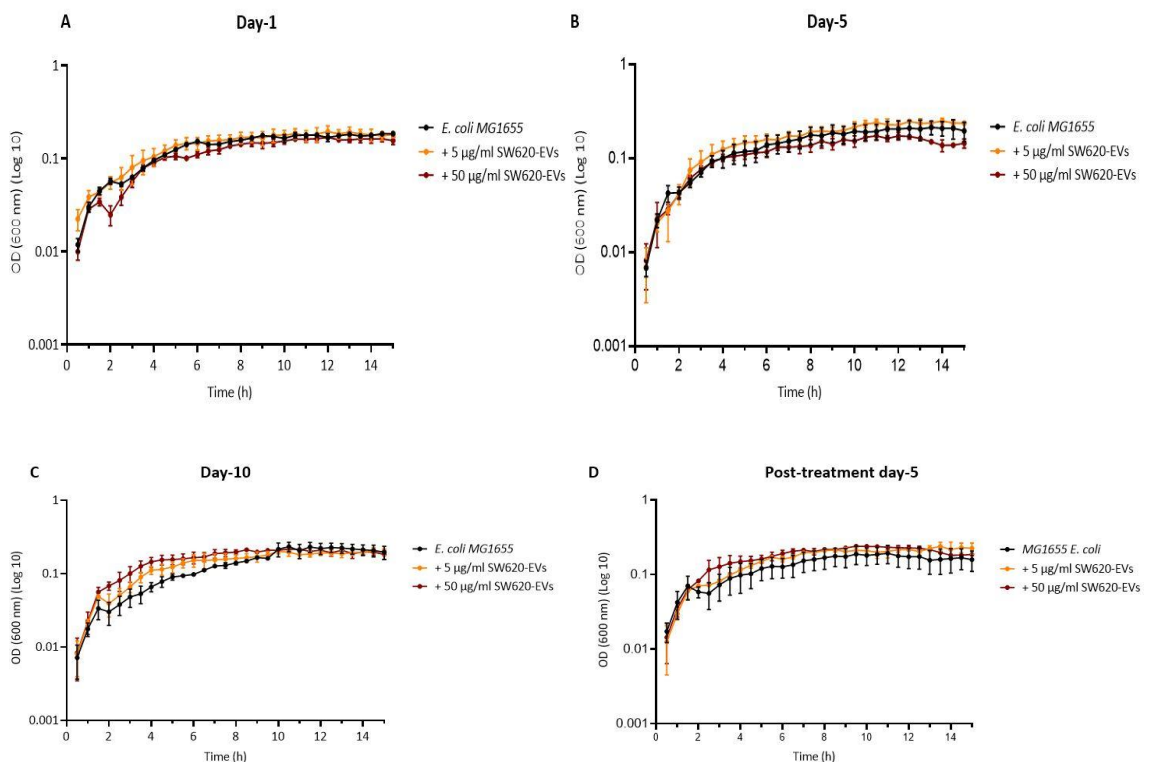 A
Day-1
1
0.1
0.01
0.001
OD (600 nm) (Log 10)
0 2 4 6 8 10 12 14
Time (h)
E. coli MG1655
+ 5 µg/ml SW620-EVs
+ 50 µg/ml SW620-EVs
B
Day-5
1
0.1
0.01
0.001
OD (600 nm) (Log 10)
0 2 4 6 8 10 12 14
Time (h)
E. coli MG1655
+ 5 µg/ml SW620-EVs
+ 50 µg/ml SW620-EVs
C
Day-10
1
0.1
0.01
0.001
OD (600 nm) (Log 10)
0 2 4 6 8 10 12 14
Time (h)
E. coli MG1655
+ 5 µg/ml SW620-EVs
+ 50 µg/ml SW620-EVs
D
Post-treatment day-5
1
0.1
0.01
0.001
OD (600 nm) (Log 10)
0 2 4 6 8 10 12 14
Time (h)
MG1655 E. coli
+ 5 µg/ml SW620-EVs
+ 50 µg/ml SW620-EVs